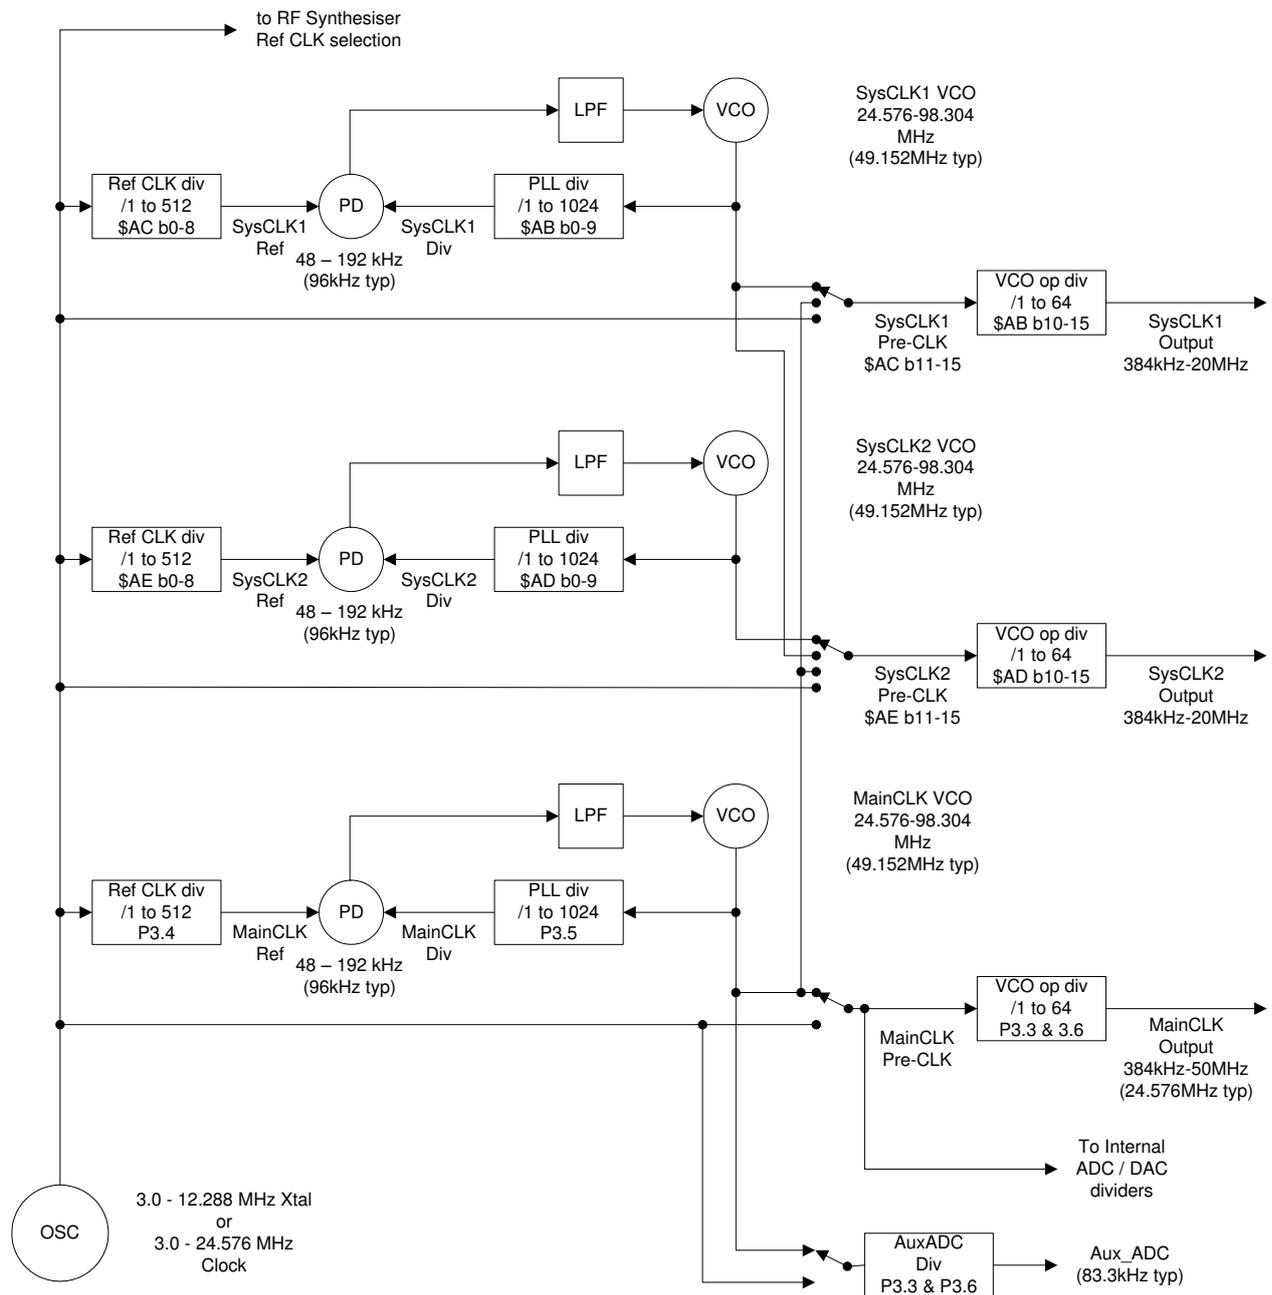 to RF Synthesiser
Ref CLK selection
LPF
VCO
SysCLK1 VCO
24.576-98.304
MHz
(49.152MHz typ)
Ref CLK div
/1 to 512
$AC b0-8
SysCLK1
Ref
PD
48 – 192 kHz
(96kHz typ)
SysCLK1
Div
PLL div
/1 to 1024
$AB b0-9
SysCLK1
Pre-CLK
$AC b11-15
VCO op div
/1 to 64
$AB b10-15
SysCLK1
Output
384kHz-20MHz
LPF
VCO
SysCLK2 VCO
24.576-98.304
MHz
(49.152MHz typ)
Ref CLK div
/1 to 512
$AE b0-8
SysCLK2
Ref
PD
48 – 192 kHz
(96kHz typ)
SysCLK2
Div
PLL div
/1 to 1024
$AD b0-9
SysCLK2
Pre-CLK
$AE b11-15
VCO op div
/1 to 64
$AD b10-15
SysCLK2
Output
384kHz-20MHz
LPF
VCO
MainCLK VCO
24.576-98.304
MHz
(49.152MHz typ)
Ref CLK div
/1 to 512
P3.4
MainCLK
Ref
PD
48 – 192 kHz
(96kHz typ)
MainCLK
Div
PLL div
/1 to 1024
P3.5
MainCLK
Pre-CLK
VCO op div
/1 to 64
P3.3 & 3.6
MainCLK
Output
384kHz-50MHz
(24.576MHz typ)
To Internal
ADC / DAC
dividers
OSC
3.0 - 12.288 MHz Xtal
or
3.0 - 24.576 MHz
Clock
AuxADC
Div
P3.3 & P3.6
Aux_ADC
(83.3kHz typ)